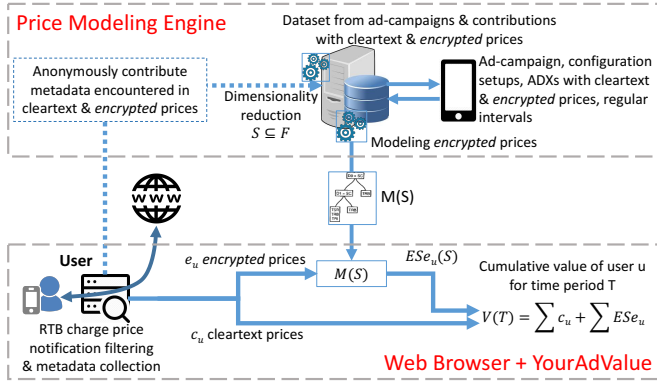 Price Modeling Engine
Dataset from ad-campaigns & contributions
with cleartext & encrypted prices
Anonymously contribute
metadata encountered in
cleartext & encrypted prices
Dimensionality
reduction
S ⊆ F
Ad-campaign, configuration
setups, ADXs with cleartext
& encrypted prices, regular
intervals
Modeling encrypted prices
M(S)
WWW
User
e_u encrypted prices
M(S)
ESe_u(S)
Cumulative value of user u
for time period T
V(T) = ∑ c_u + ∑ ESe_u
c_u cleartext prices
RTB charge price
notification filtering
& metadata collection
Web Browser + YourAdValue